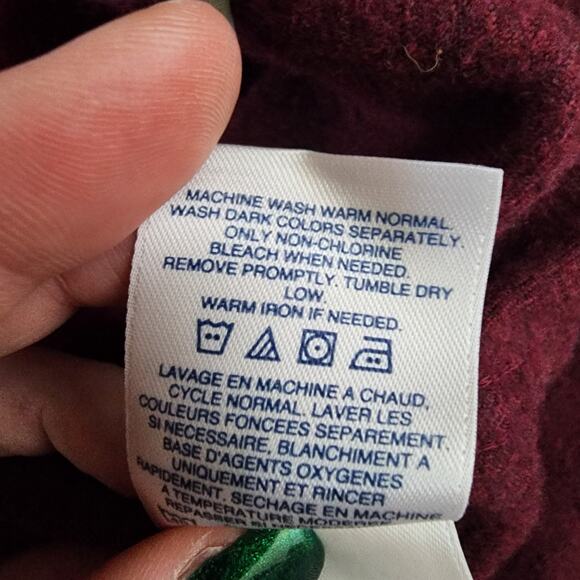 MACHINE WASH WARM NORMAL.
WASH DARK COLORS SEPARATELY.
ONLY NON-CHLORINE
BLEACH WHEN NEEDED.
REMOVE PROMPTLY. TUMBLE DRY
LOW.
WARM IRON IF NEEDED.
LAVAGE EN MACHINE A CHAUD,
CYCLE NORMAL. LAVER LES
COULEURS FONCEES SEPAREMENT.
SI NECESSAIRE, BLANCHIMENT A
BASE D'AGENTS OXYGENES
UNIQUEMENT ET RINCER
RAPIDEMENT. SECHAGE EN MACHINE
A TEMPERATURE MODEREE
REPASSER SI